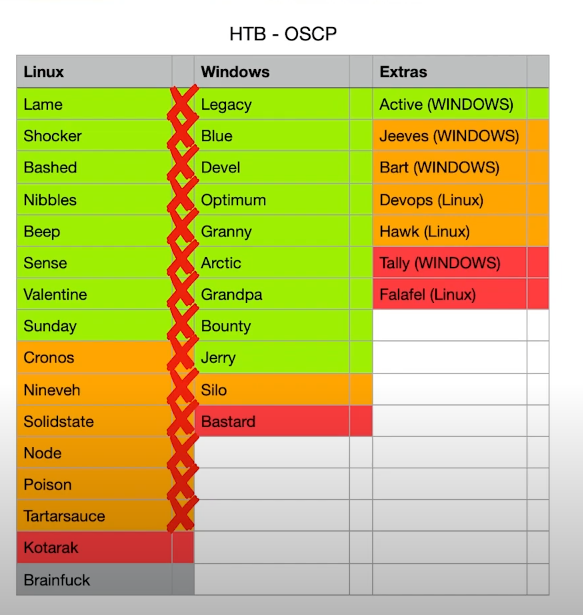 HTB - OSCP
Linux Windows Extras
Lame Legacy Active (WINDOWS)
Shocker Blue Jeeves (WINDOWS)
Bashed Devel Bart (WINDOWS)
Nibbles Optimum Devops (Linux)
Beep Granny Hawk (Linux)
Sense Arctic Tally (WINDOWS)
Valentine Grandpa Falafel (Linux)
Sunday Bounty
Cronos Jerry
Nineveh Silo
Solidstate Bastard
Node
Poison
Tartarsauce
Kotarak
Brainfuck